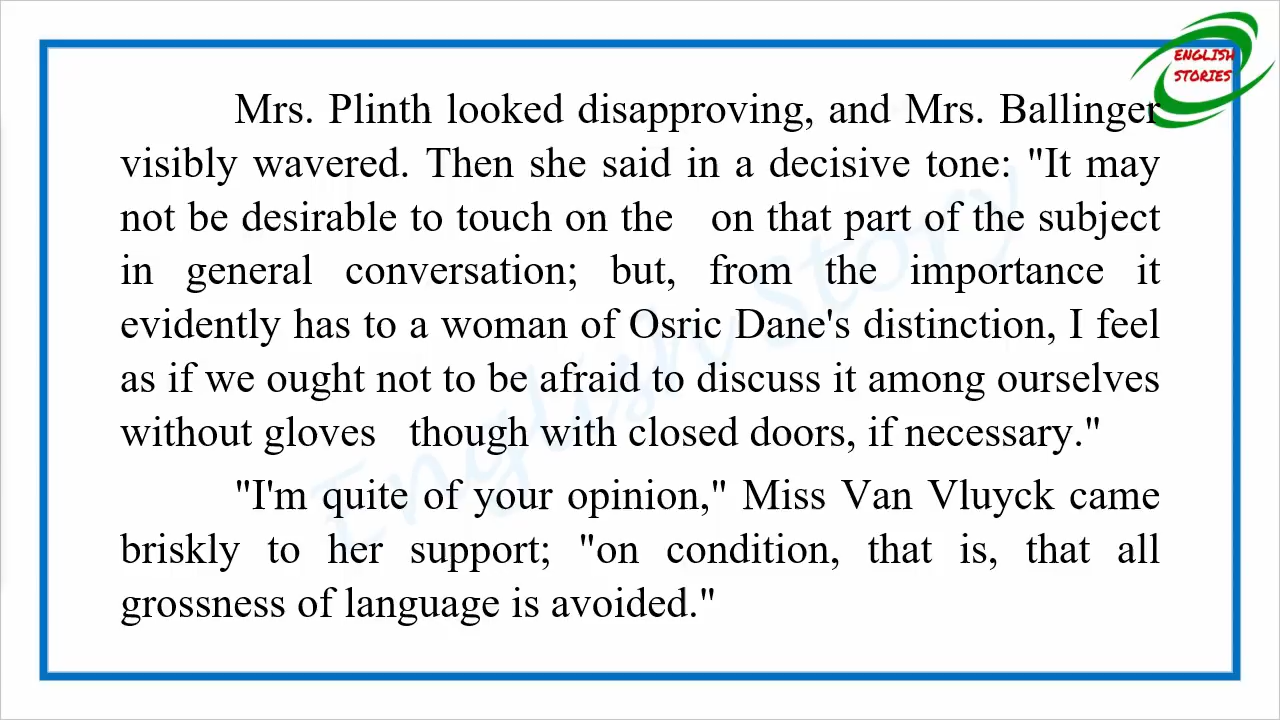 ENGLISH
STORIES
Mrs. Plinth looked disapproving, and Mrs. Ballinger
visibly wavered. Then she said in a decisive tone: "It may
not be desirable to touch on the   on that part of the subject
in general conversation; but, from the importance it
evidently has to a woman of Osric Dane's distinction, I feel
as if we ought not to be afraid to discuss it among ourselves
without gloves   though with closed doors, if necessary."
"I'm quite of your opinion," Miss Van Vluyck came
briskly to her support; "on condition, that is, that all
grossness of language is avoided."
English Story